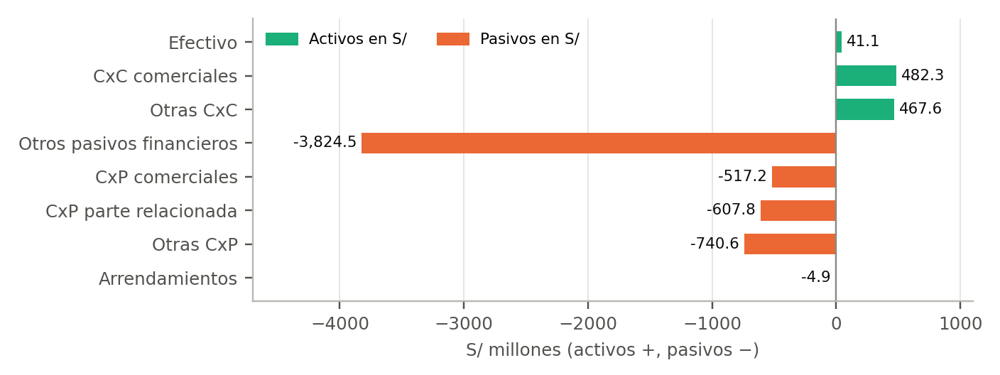 Activos en S/
Pasivos en S/
Efectivo
41.1
CxC comerciales
482.3
Otras CxC
467.6
Otros pasivos financieros
-3,824.5
CxP comerciales
-517.2
CxP parte relacionada
-607.8
Otras CxP
-740.6
Arrendamientos
-4.9
−4000 −3000 −2000 −1000 0 1000
S/ millones (activos +, pasivos −)